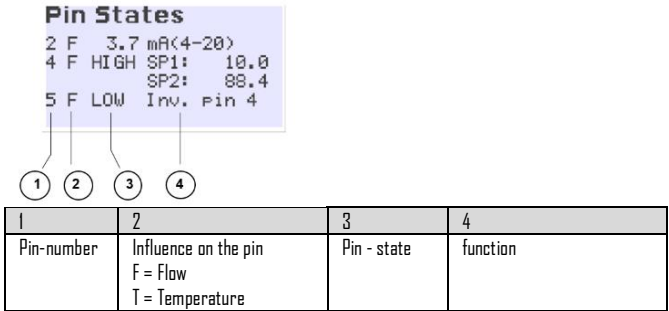 Pin States
2 F 3.7 mA(4-20)
4 F HIGH SP1: 10.0
SP2: 88.4
5 F LOW Inv. pin 4
1 2 3 4
1 2 3 4
Pin-number Influence on the pin Pin - state function
F = Flow
T = Temperature